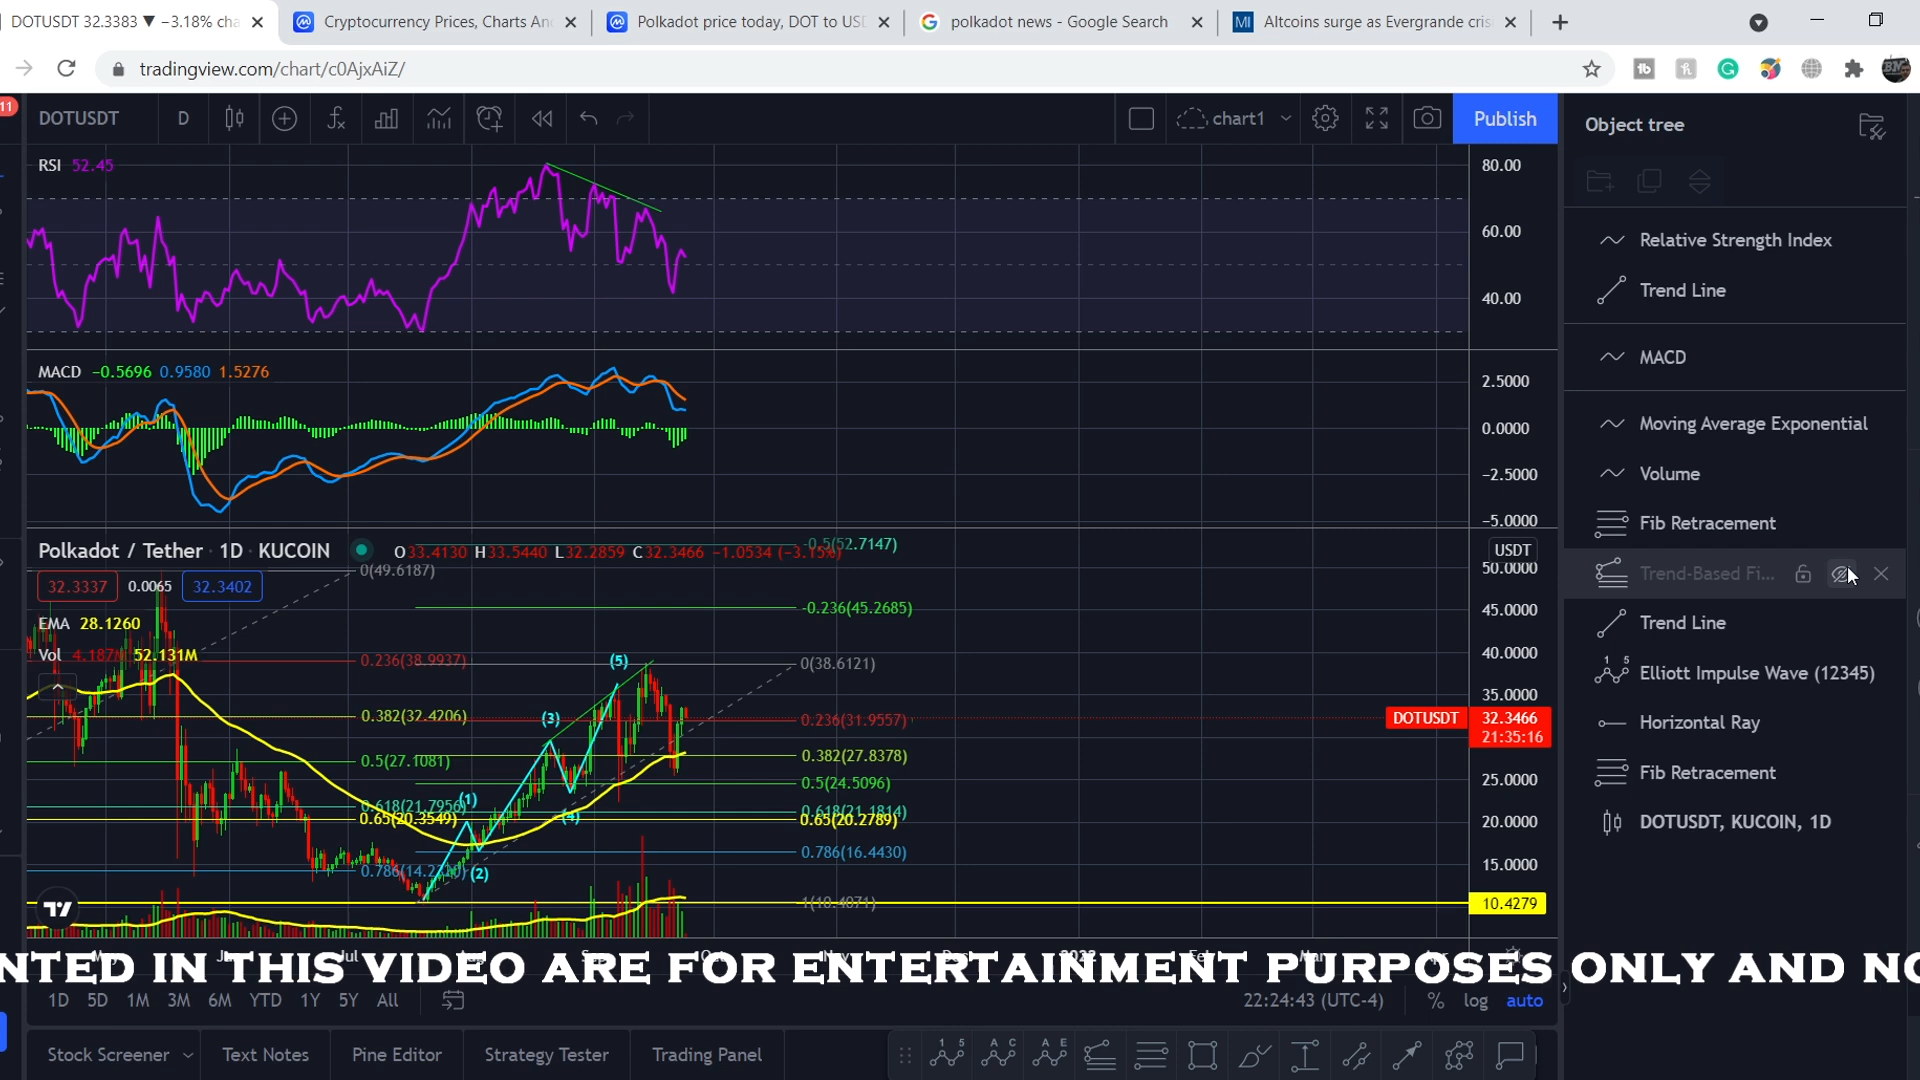 DOTUSDT 32.3383 ▼ −3.18% cha
Cryptocurrency Prices, Charts An
Polkadot price today, DOT to USD
polkadot news - Google Search
Altcoins surge as Evergrande cris
tradingview.com/chart/c0AjxAiZ/
11
DOTUSDT D
chart1
Publish
Object tree
RSI 52.45
80.00
60.00
40.00
Relative Strength Index
Trend Line
MACD −0.5696 0.9580 1.5276
2.5000
0.0000
−2.5000
−5.0000
MACD
Moving Average Exponential
Volume
Fib Retracement
Trend-Based Fi...
Trend Line
Elliott Impulse Wave (12345)
Horizontal Ray
Fib Retracement
DOTUSDT, KUCOIN, 1D
Polkadot / Tether · 1D · KUCOIN O33.4130 H33.5440 L32.2859 C32.3466 −1.0534 (−3.15%)
-0.5(52.7147)
USDT
0(49.6187)
32.3337 0.0065 32.3402
-0.236(45.2685)
EMA 28.1260
Vol 4.187M 52.131M
0.236(38.9937)
(5)
0(38.6121)
0.382(32.4206)
(3)
0.236(31.9557)
0.5(27.1081)
0.382(27.8378)
0.5(24.5096)
0.618(21.7956)
(1)
0.618(21.1814)
0.65(20.3549)
(4)
0.65(20.2789)
0.786(16.4430)
(2)
1(10.4071)
50.0000
45.0000
40.0000
35.0000
DOTUSDT 32.3466
21:35:16
25.0000
20.0000
15.0000
10.4279
2022
NTED IN THIS VIDEO ARE FOR ENTERTAINMENT PURPOSES ONLY AND NO
1D 5D 1M 3M 6M YTD 1Y 5Y All
22:24:43 (UTC-4) % log auto
Stock Screener Text Notes Pine Editor Strategy Tester Trading Panel